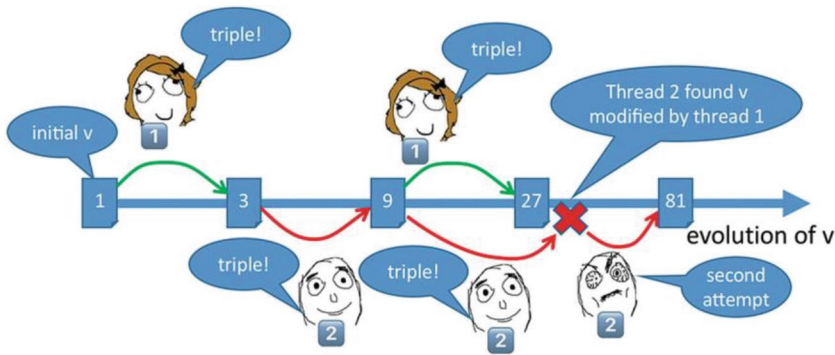 triple!
triple!
1
1
Thread 2 found v
modified by thread 1
initial v
1
3
9
27
81
evolution of v
triple!
triple!
second
attempt
2
2
2